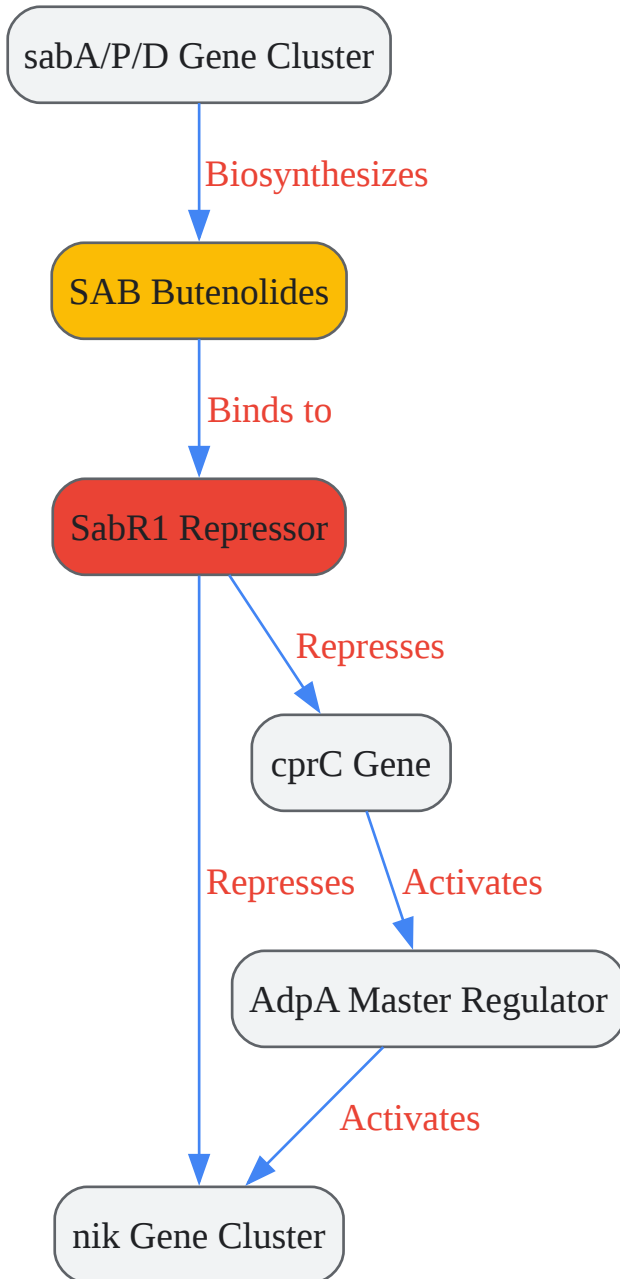 sabA/P/D Gene Cluster
Biosynthesizes
SAB Butenolides
Binds to
SabR1 Repressor
Represses
cprC Gene
Represses
Activates
AdpA Master Regulator
Activates
nik Gene Cluster